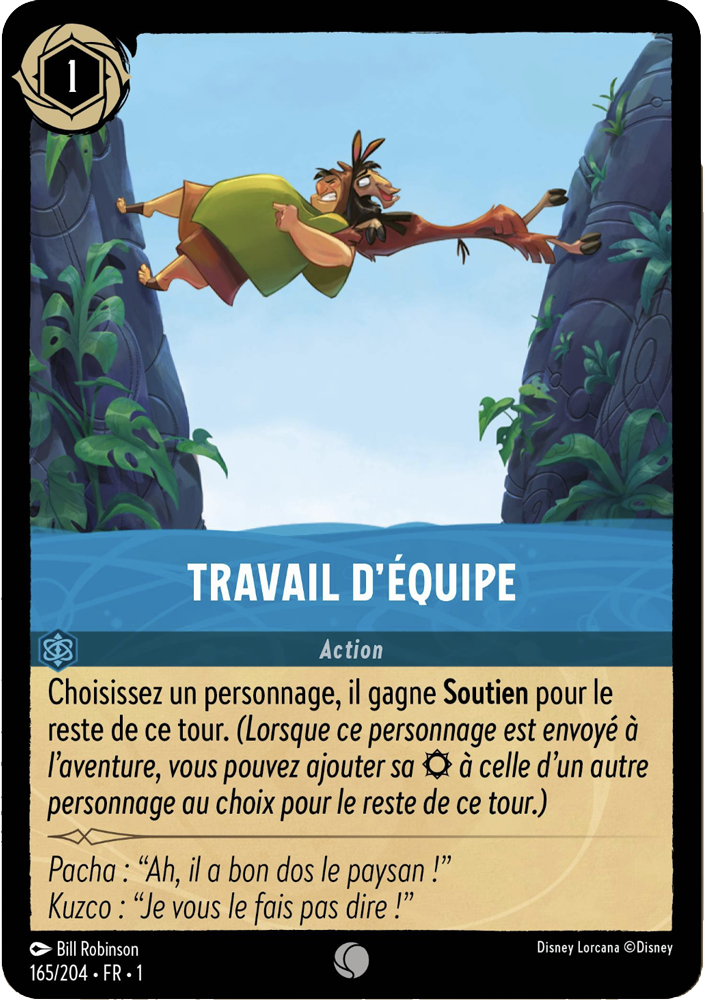 1
TRAVAIL D'ÉQUIPE
Action
Choisissez un personnage, il gagne Soutien pour le
reste de ce tour. (Lorsque ce personnage est envoyé à
l'aventure, vous pouvez ajouter sa à celle d'un autre
personnage au choix pour le reste de ce tour.)
Pacha : “Ah, il a bon dos le paysan !”
Kuzco : “Je vous le fais pas dire !”
Bill Robinson
Disney Lorcana ©Disney
165/204 • FR • 1